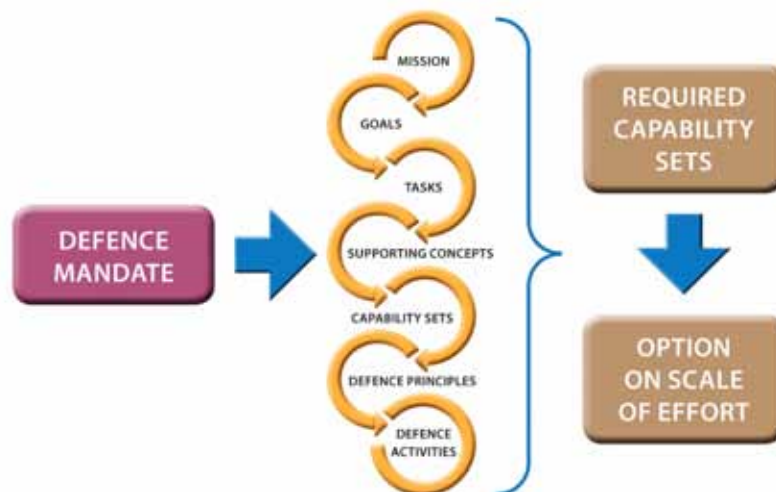 DEFENCE
MANDATE
MISSION
GOALS
TASKS
SUPPORTING CONCEPTS
CAPABILITY SETS
DEFENCE PRINCIPLES
DEFENCE
ACTIVITIES
REQUIRED
CAPABILITY
SETS
OPTION
ON SCALE
OF EFFORT